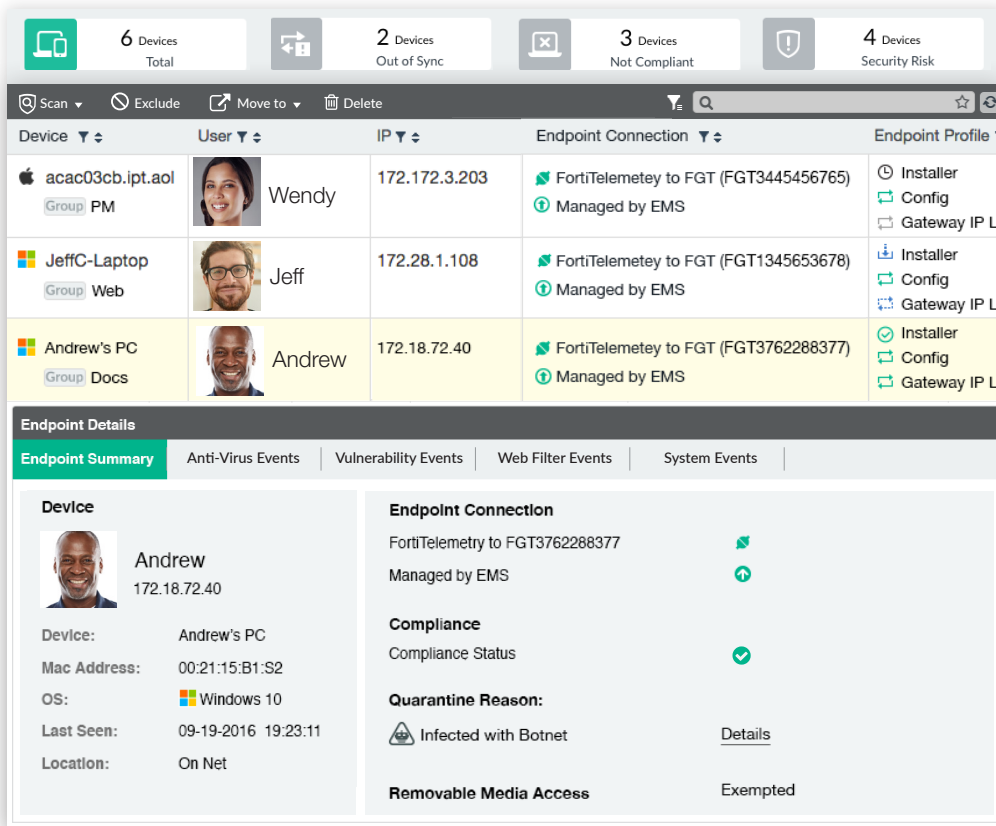 6 Devices
Total
2 Devices
Out of Sync
3 Devices
Not Compliant
4 Devices
Security Risk
Scan Exclude Move to Delete
Device User IP Endpoint Connection Endpoint Profile
acac03cb.ipt.aol Wendy 172.172.3.203 FortiTelemetey to FGT (FGT3445456765) Installer
Group PM Managed by EMS Config
Gateway IP L
JeffC-Laptop Jeff 172.28.1.108 FortiTelemetey to FGT (FGT1345653678) Installer
Group Web Managed by EMS Config
Gateway IP L
Andrew's PC Andrew 172.18.72.40 FortiTelemetey to FGT (FGT3762288377) Installer
Group Docs Managed by EMS Config
Gateway IP L
Endpoint Details
Endpoint Summary Anti-Virus Events Vulnerability Events Web Filter Events System Events
Device
Andrew
172.18.72.40
Device: Andrew's PC
Mac Address: 00:21:15:B1:S2
OS: Windows 10
Last Seen: 09-19-2016 19:23:11
Location: On Net
Endpoint Connection
FortiTelemetry to FGT3762288377
Managed by EMS
Compliance
Compliance Status
Quarantine Reason:
Infected with Botnet Details
Removable Media Access Exempted